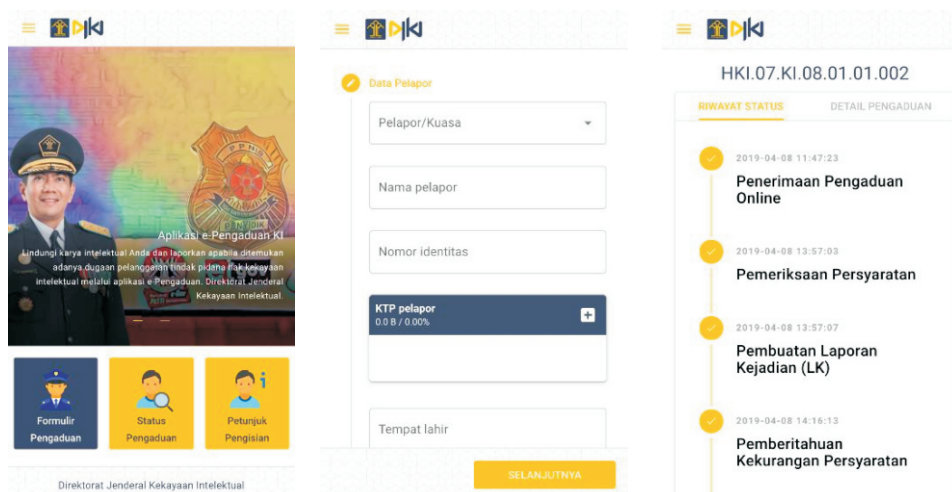 DJKI
Aplikasi e-Pengaduan KI
Lindungi karya intelektual Anda dan laporkan apabila ditemukan
adanya dugaan pelanggaran tindak pidana hak kekayaan
intelektual melalui aplikasi e-Pengaduan. Direktorat Jenderal
Kekayaan Intelektual.
PPNS
PENYIDIK
Formulir
Pengaduan
Status
Pengaduan
Petunjuk
Pengisian
Direktorat Jenderal Kekayaan Intelektual
DJKI
Data Pelapor
Pelapor/Kuasa
Nama pelapor
Nomor identitas
KTP pelapor
0.0 B / 0.00%
Tempat lahir
SELANJUTNYA
DJKI
HKI.07.KI.08.01.01.002
RIWAYAT STATUS
DETAIL PENGADUAN
2019-04-08 11:47:23
Penerimaan Pengaduan
Online
2019-04-08 13:57:03
Pemeriksaan Persyaratan
2019-04-08 13:57:07
Pembuatan Laporan
Kejadian (LK)
2019-04-08 14:16:13
Pemberitahuan
Kekurangan Persyaratan